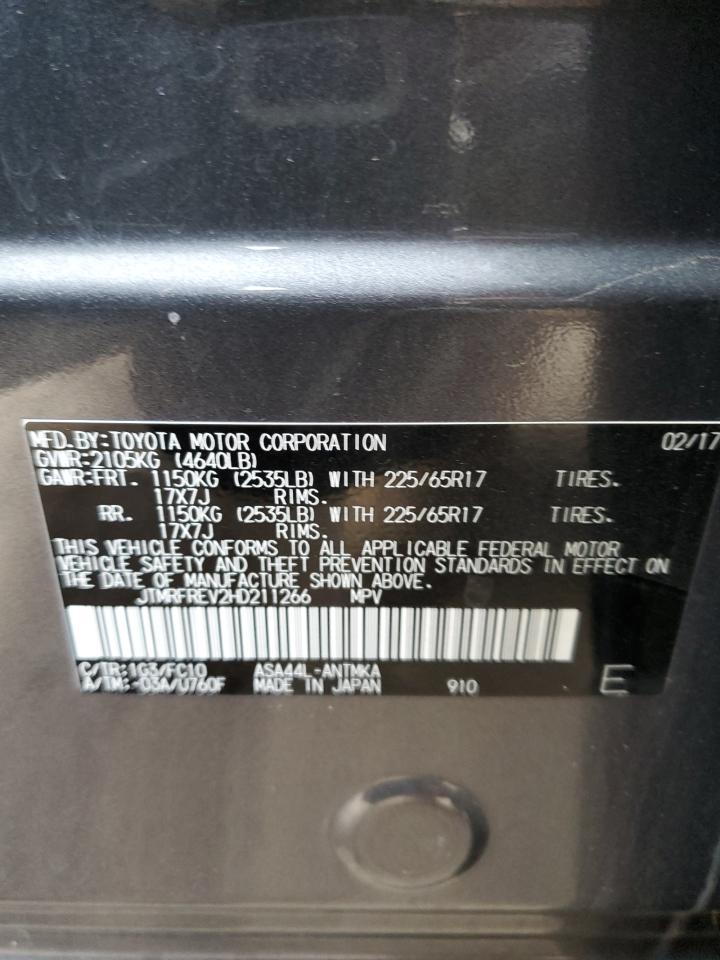 MFD.BY:TOYOTA MOTOR CORPORATION 02/17
GVWR:2105KG (4640LB)
GAWR:FRT. 1150KG (2535LB) WITH 225/65R17 TIRES.
17X7J RIMS.
RR. 1150KG (2535LB) WITH 225/65R17 TIRES.
17X7J RIMS.
THIS VEHICLE CONFORMS TO ALL APPLICABLE FEDERAL MOTOR
VEHICLE SAFETY AND THEFT PREVENTION STANDARDS IN EFFECT ON
THE DATE OF MANUFACTURE SHOWN ABOVE.
JTMRFREV2HD211266 MPV
C/TR:1G3/FC10 ASA44L-ANTMKA
A/TM:-03A/U760F MADE IN JAPAN 910 E